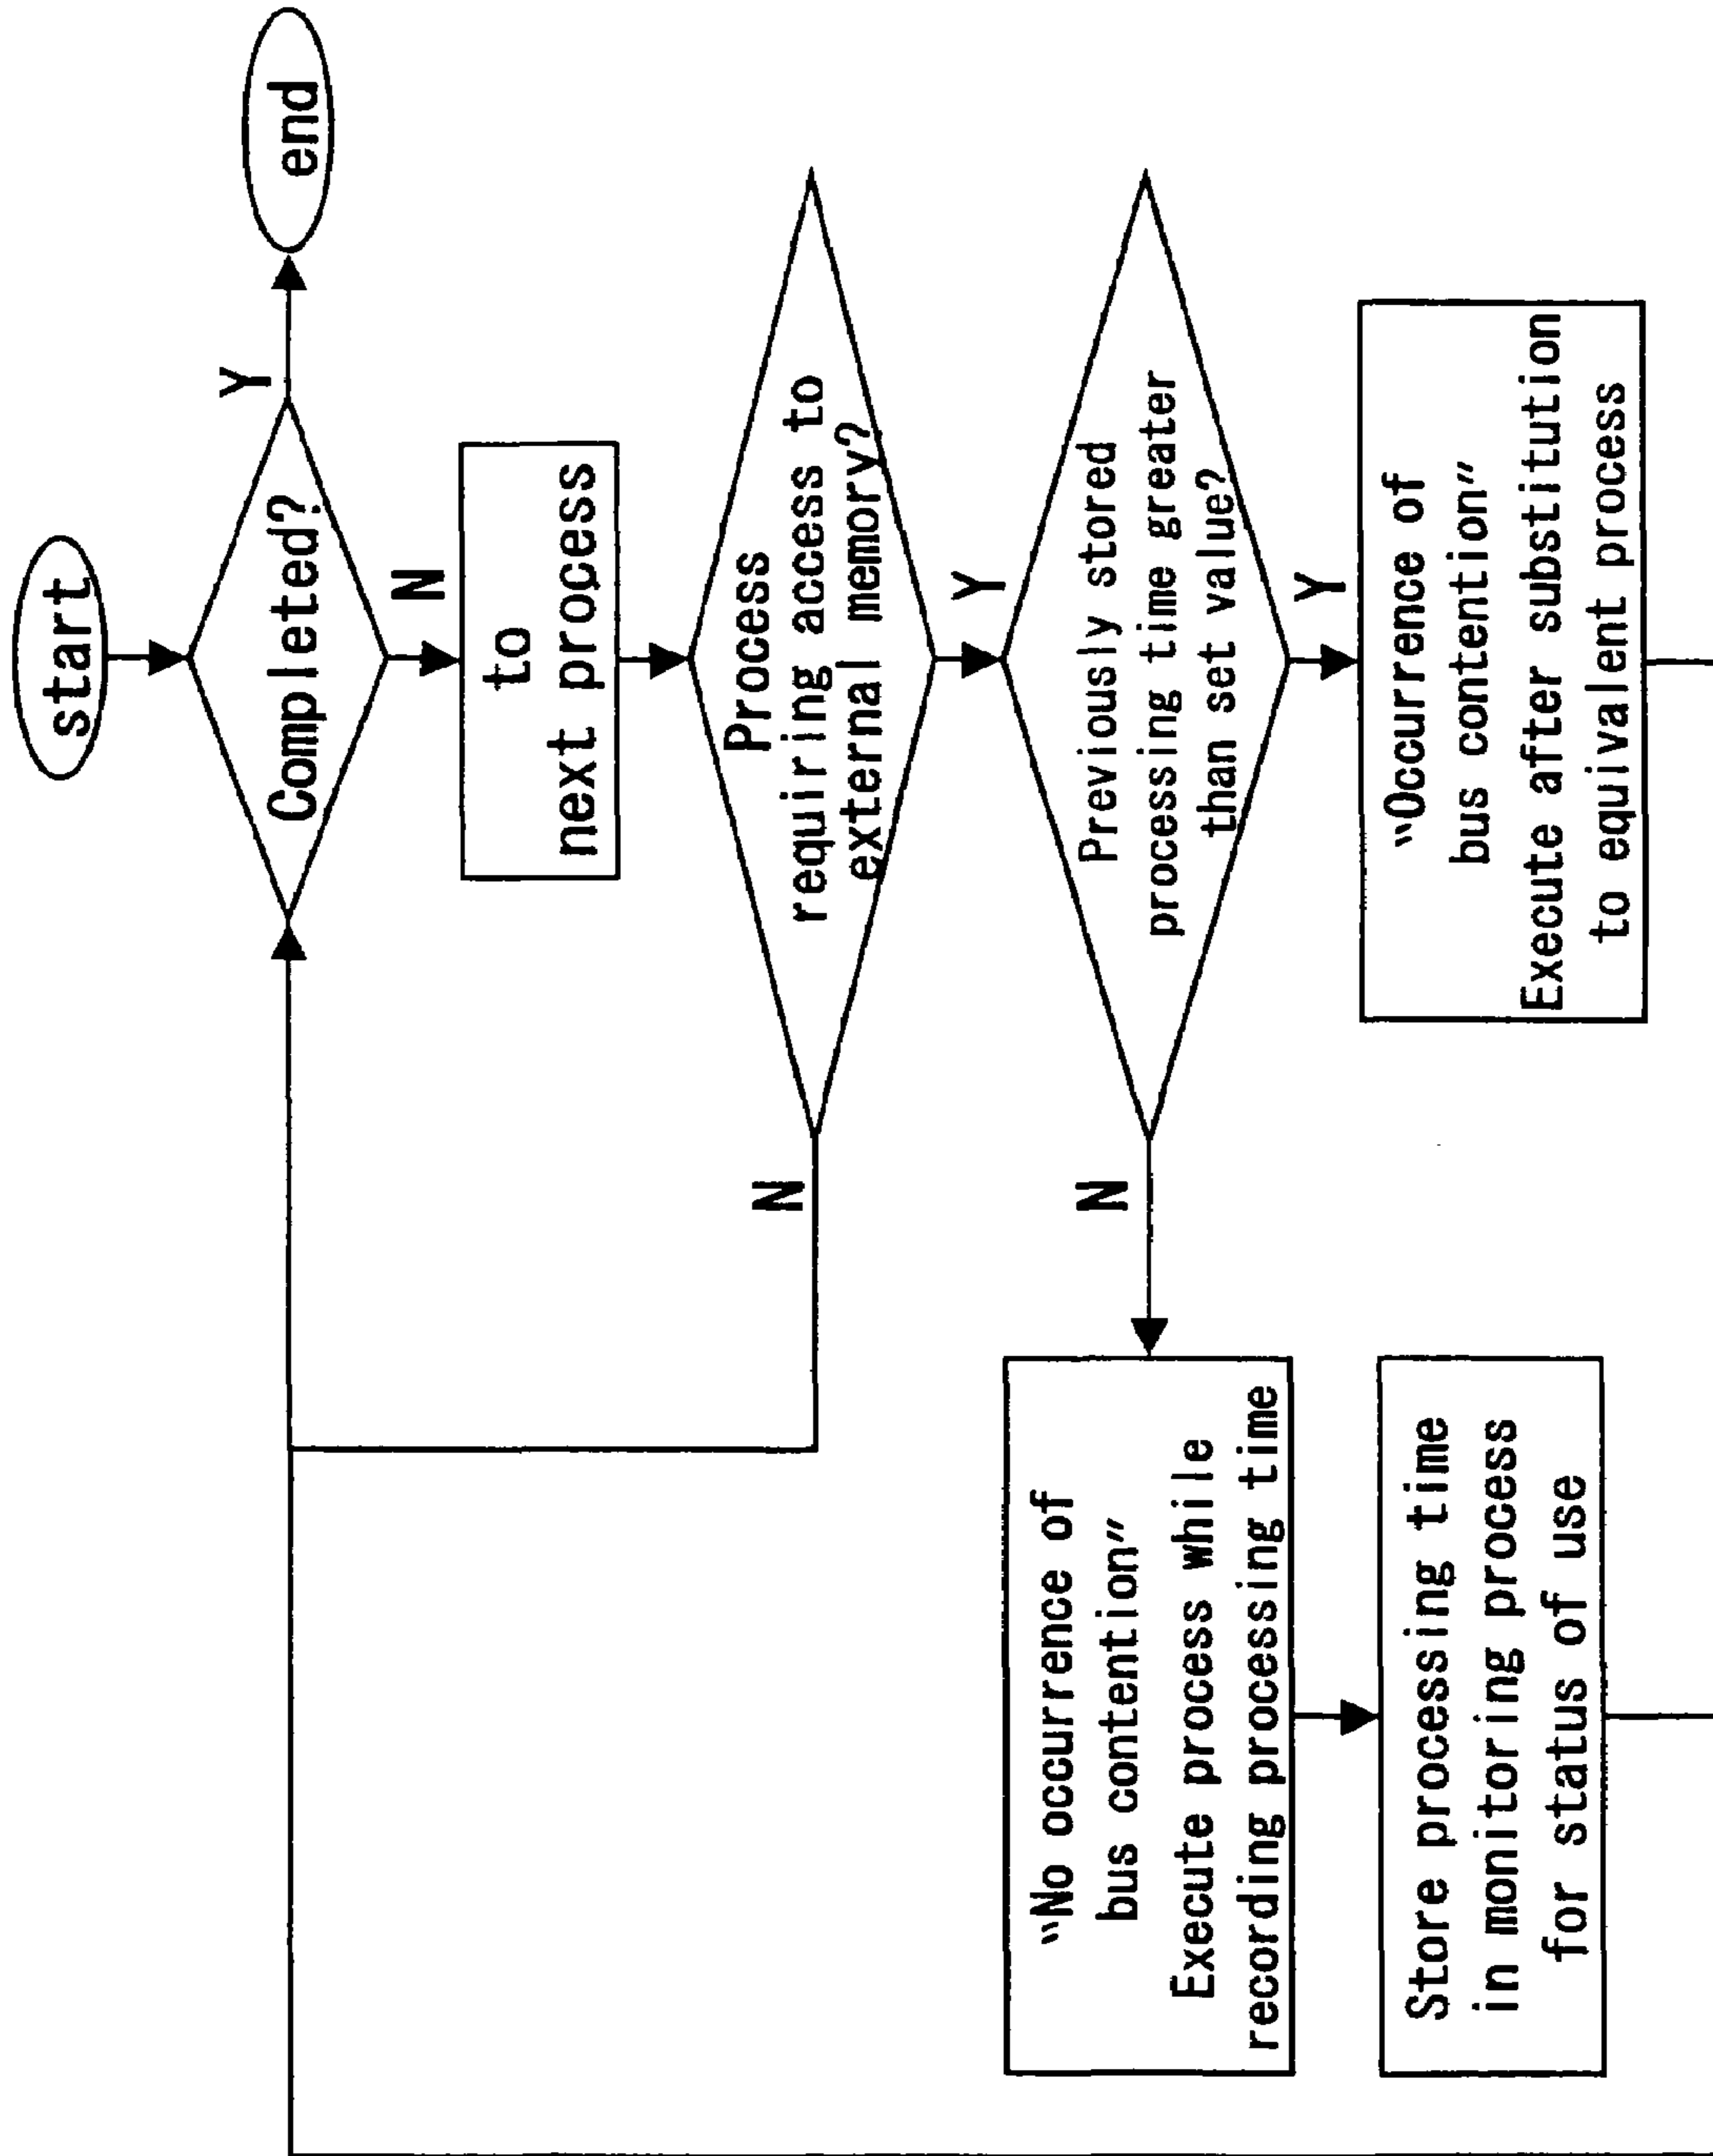 start
Completed?
Y
end
N
to
next process
Process
requiring access to
external memory?
N
Y
Previously stored
processing time greater
than set value?
N
Y
"No occurrence of
bus contention"
Execute process while
recording processing time
"Occurrence of
bus contention"
Execute after substitution
to equivalent process
Store processing time
in monitoring process
for status of use